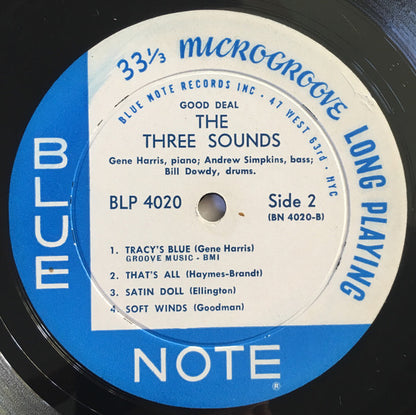 33⅓ MICROGROOVE LONG PLAYING
BLUE NOTE RECORDS INC · 47 WEST 63rd · NYC
GOOD DEAL
THE
THREE SOUNDS
Gene Harris, piano; Andrew Simpkins, bass;
Bill Dowdy, drums.
BLP 4020 Side 2
(BN 4020-B)
1. TRACY'S BLUE (Gene Harris)
GROOVE MUSIC - BMI
2. THAT'S ALL (Haymes-Brandt)
3. SATIN DOLL (Ellington)
4. SOFT WINDS (Goodman)
BLUE
NOTE®